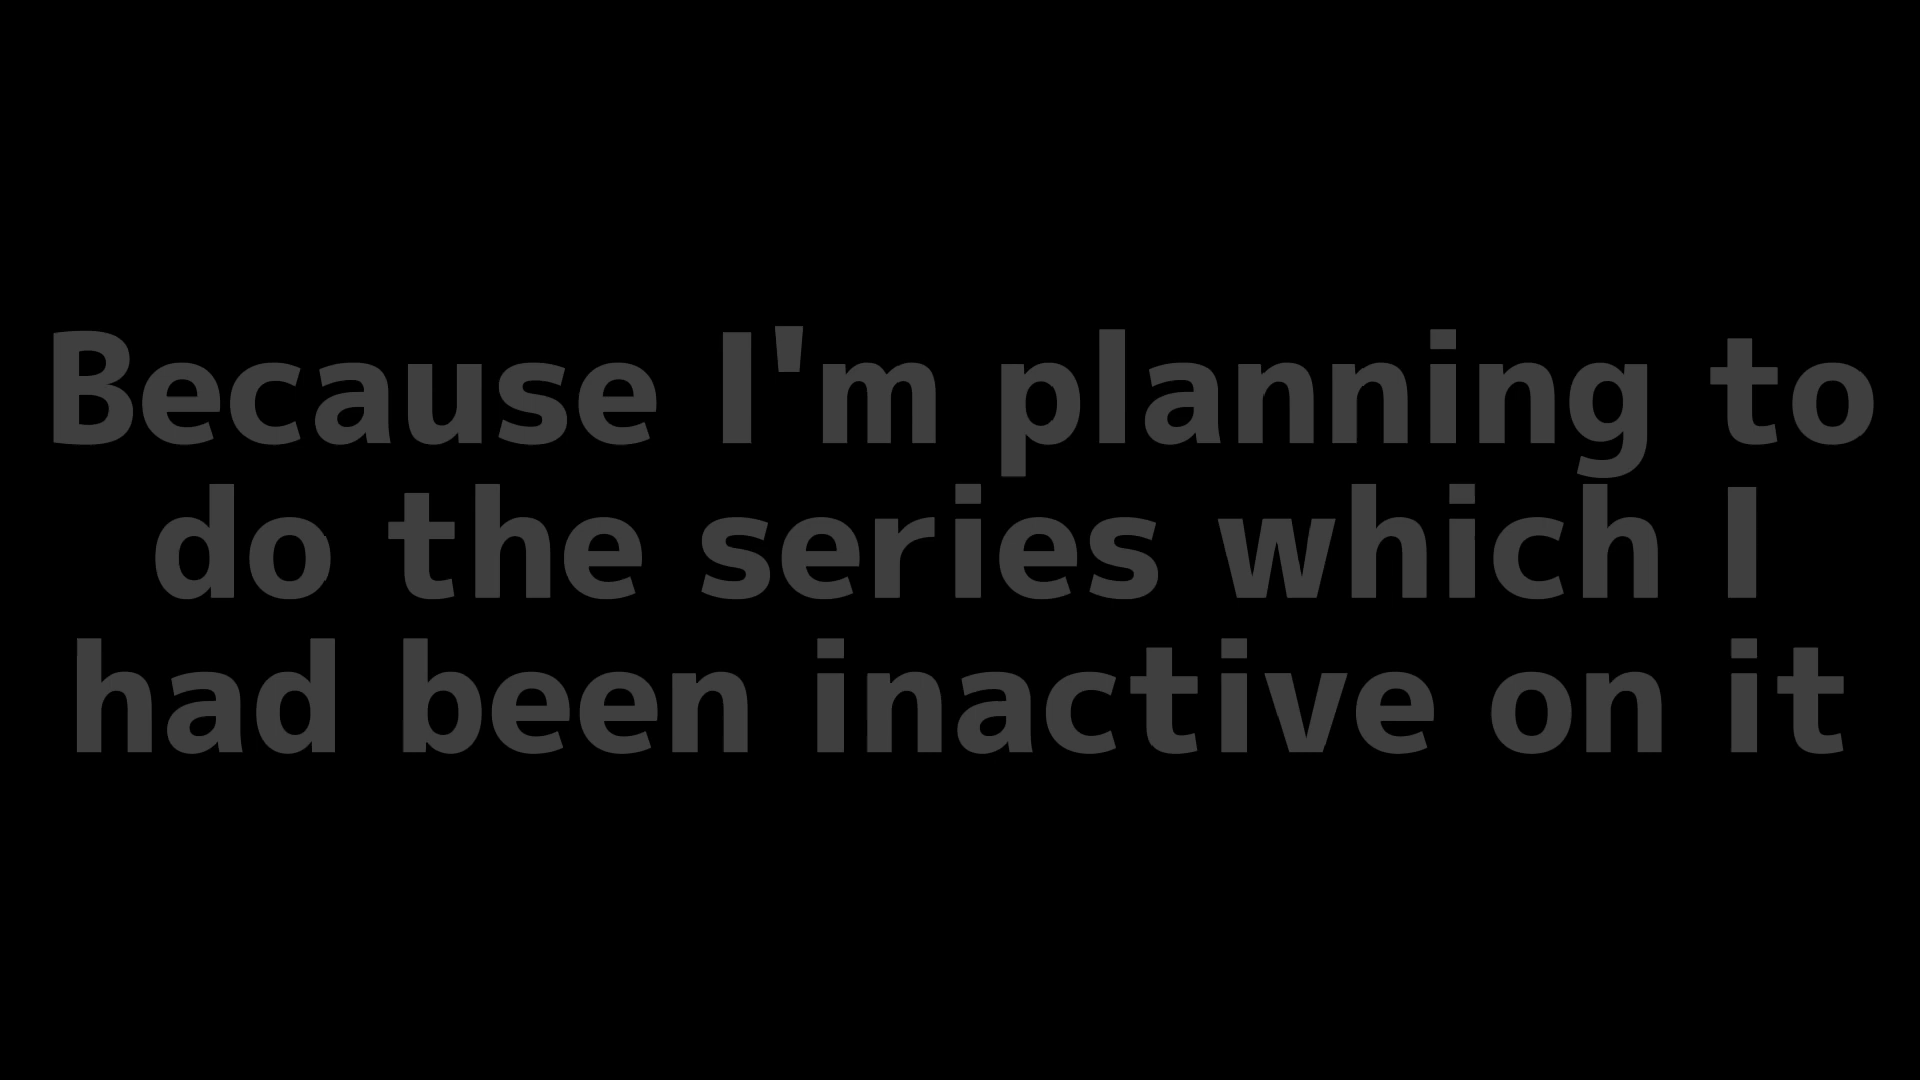 Because I'm planning to
do the series which I
had been inactive on it